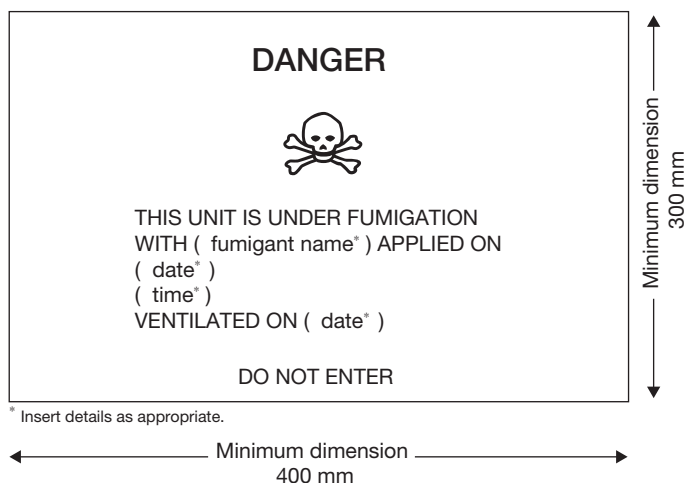 DANGER
THIS UNIT IS UNDER FUMIGATION
WITH ( fumigant name* ) APPLIED ON
( date* )
( time* )
VENTILATED ON ( date* )
DO NOT ENTER
* Insert details as appropriate.
Minimum dimension
400 mm
Minimum dimension
300 mm